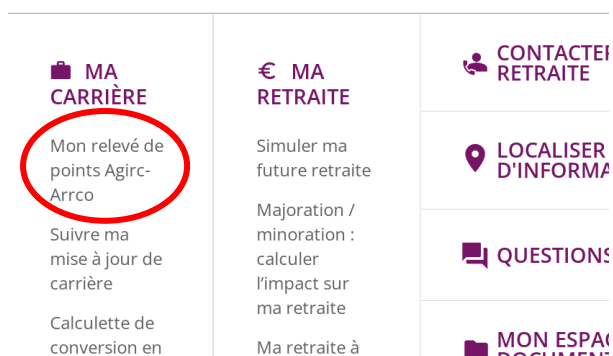 MA
CARRIÈRE
Mon relevé de
points Agirc-
Arrco
Suivre ma
mise à jour de
carrière
Calculette de
conversion en
€ MA
RETRAITE
Simuler ma
future retraite
Majoration /
minoration :
calculer
l’impact sur
ma retraite
Ma retraite à
CONTACTER
RETRAITE
LOCALISER
D'INFORMA
QUESTIONS
MON ESPAC
DOCUMENT